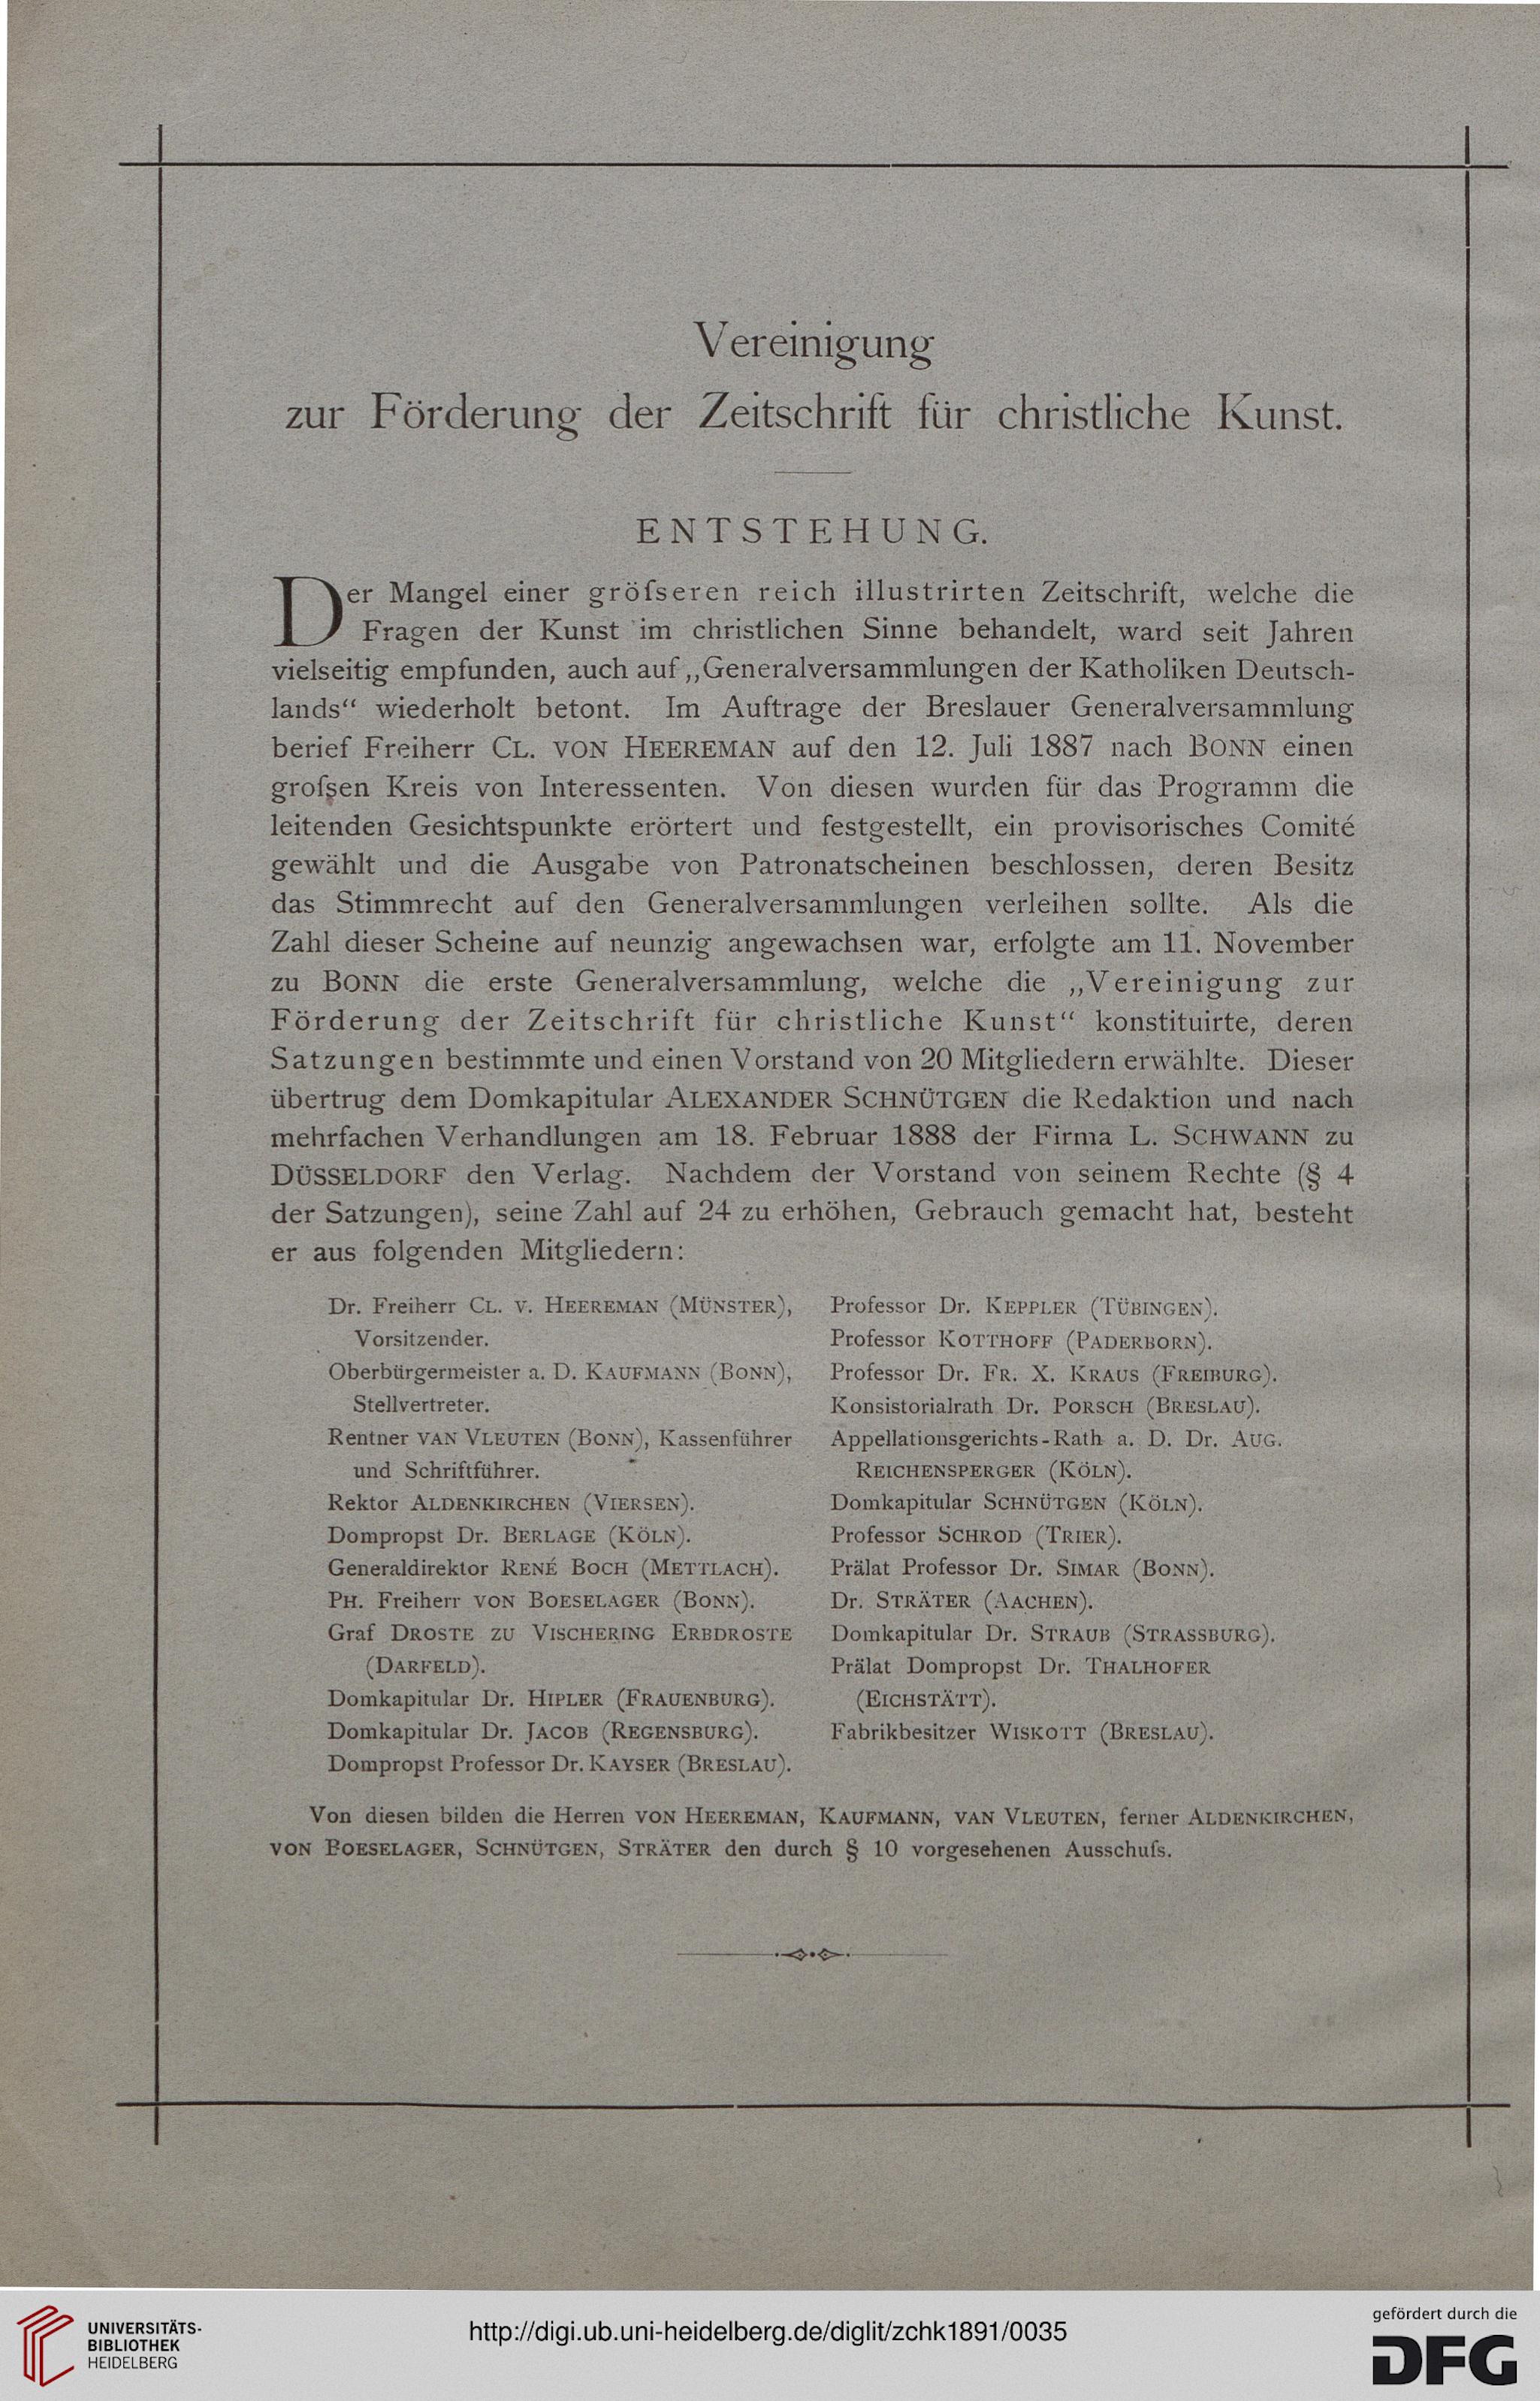 Vereinigung
zur Förderung der Zeitschrift für christliche Kunst.
ENTSTEHUNG.
Der Mangel einer gröfseren reich illustrirten Zeitschrift, welche die
Fragen der Kunst im christlichen Sinne behandelt, ward seit Jahren
vielseitig empfunden, auch auf „Generalversammlungen der Katholiken Deutsch-
lands“ wiederholt betont. Im Auftrage der Breslauer Generalversammlung
berief Freiherr CL. VON HEEREMAN auf den 12. Juli 1887 nach BONN einen
grofsen Kreis von Interessenten. Von diesen wurden für das Programm die
leitenden Gesichtspunkte erörtert und festgestellt, ein provisorisches Comité
gewählt und die Ausgabe von Patronatscheinen beschlossen, deren Besitz
das Stimmrecht auf den Generalversammlungen verleihen sollte. Als die
Zahl dieser Scheine auf neunzig angewachsen war, erfolgte am 11. November
zu BONN die erste Generalversammlung, welche die „Vereinigung zur
Förderung der Zeitschrift für christliche Kunst“ konstituirte, deren
Satzungen bestimmte und einen Vorstand von 20 Mitgliedern erwählte. Dieser
übertrug dem Domkapitular ALEXANDER SCHNÜTGEN die Redaktion und nach
mehrfachen Verhandlungen am 18. Februar 1888 der Firma L. SCHWANN zu
DÜSSELDORF den Verlag. Nachdem der Vorstand von seinem Rechte (§ 4
der Satzungen), seine Zahl auf 24 zu erhöhen, Gebrauch gemacht hat, besteht
er aus folgenden Mitgliedern:
Dr. Freiherr CL. V. HEEREMAN (MÜNSTER),
Vorsitzender.
Oberbürgermeister a. D. KAUFMANN (BONN),
Stellvertreter.
Rentner VAN VLEUTEN (BONN), Kassenführer
und Schriftführer.
Rektor ALDENKIRCHEN (VIERSEN).
Dompropst Dr. BERLAGE (KÖLN).
Generaldirektor RENÉ BOCH (METTLACH).
PH. Freiherr VON BOESELAGER (BONN).
Graf DROSTE ZU VISCHERING ERBDROSTE
(DARFELD).
Domkapitular Dr. HIPLER (FRAUENBURG).
Domkapitular Dr. JACOB (REGENSBURG).
Dompropst Professor Dr. KAYSER (BRESLAU).
Professor Dr. KEPPLER (TÜBINGEN).
Professor KOTTHOFF (PADERBORN).
Professor Dr. FR. X. KRAUS (FREIBURG).
Konsistorialrath Dr. PORSCH (BRESLAU).
Appellationsgerichts-Rath a. D. Dr. AUG.
REICHENSPERGER (KÖLN).
Domkapitular SCHNÜTGEN (KÖLN).
Professor SCHROD (TRIER).
Prälat Professor Dr. SIMAR (BONN).
Dr. STRÄTER (AACHEN).
Domkapitular Dr. STRAUB (STRASSBURG).
Prälat Dompropst Dr. THALHOFER
(EICHSTÄTT).
Fabrikbesitzer WISKOTT (BRESLAU).
Von diesen bilden die Herren VON HEEREMAN, KAUFMANN, VAN VLEUTEN, ferner ALDENKIRCHEN,
VON BOESELAGER, SCHNÜTGEN, STRÄTER den durch § 10 vorgesehenen Ausschufs.
UNIVERSITÄTS-
BIBLIOTHEK
HEIDELBERG
http://digi.ub.uni-heidelberg.de/diglit/zchk1891/0035
gefördert durch die
DFG